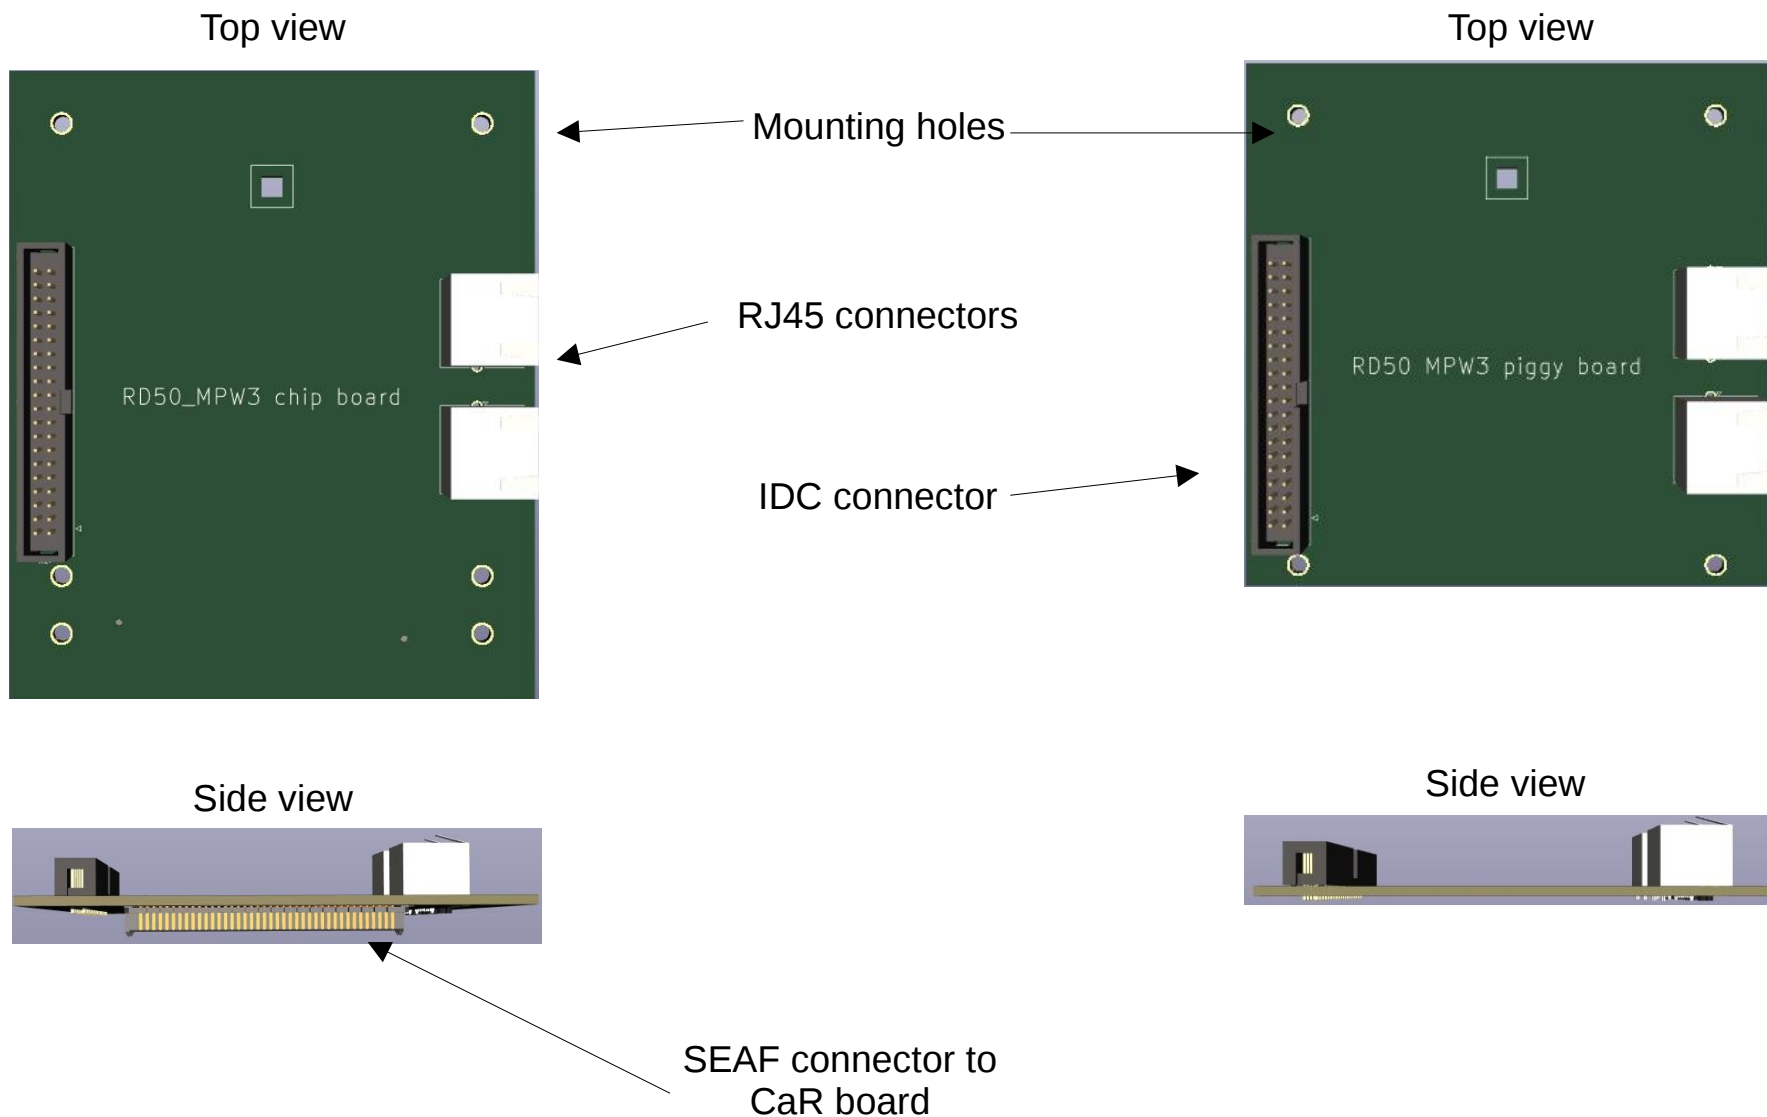 Top view
Top view
Mounting holes
RJ45 connectors
RD50_MPW3 chip board
RD50 MPW3 piggy board
IDC connector
Side view
Side view
SEAF connector to
CaR board